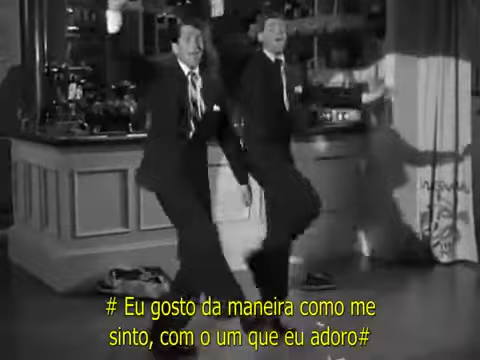 # Eu gosto da maneira como me
sinto, com o um que eu adoro#